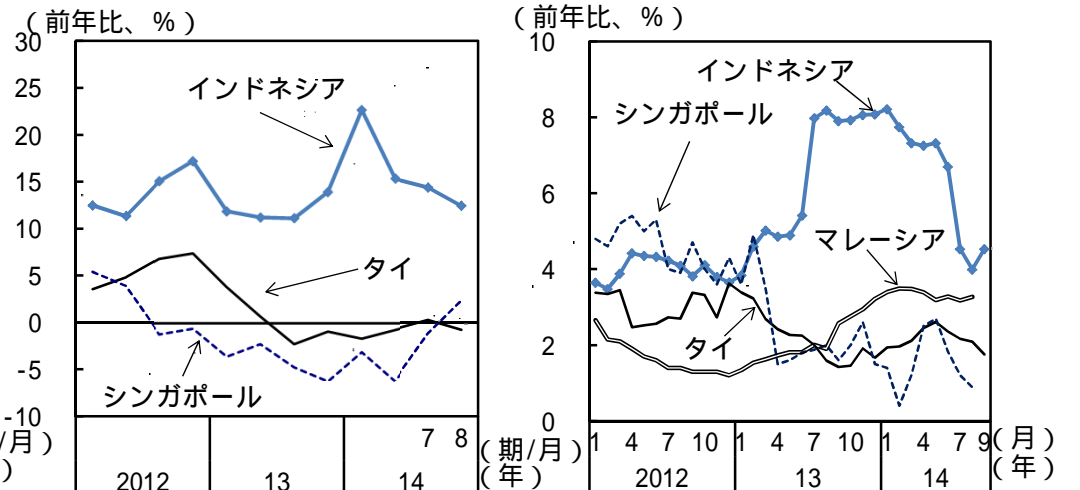 (前年比、%)
30
25
20
15
10
5
0
-5
-10
インドネシア
タイ
シンガポール
7 8
/月)
(期/月)
)
2012 13 14
(年)
(前年比、%)
10
8
6
4
2
0
インドネシア
シンガポール
マレーシア
タイ
1 4 7 10 1 4 7 10 1 4 7 9
(月)
2012 13 14
(年)